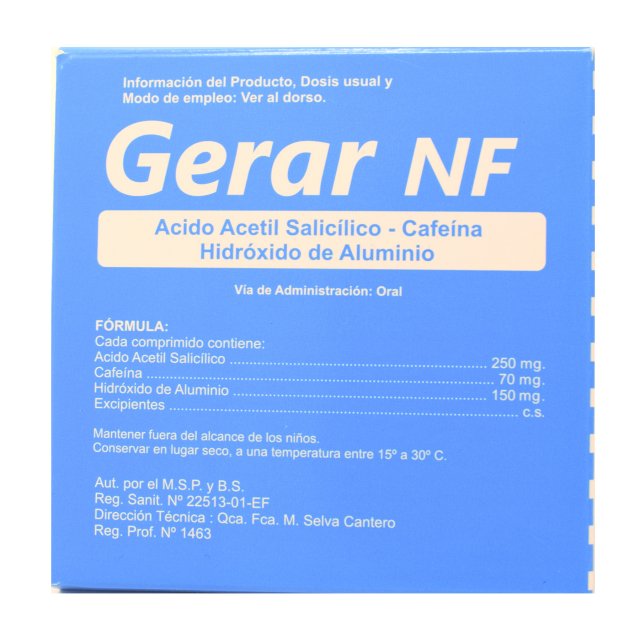 Información del Producto, Dosis usual y
Modo de empleo: Ver al dorso.
Gerar NF
Acido Acetil Salicílico - Cafeína
Hidróxido de Aluminio
Vía de Administración: Oral
FÓRMULA:
Cada comprimido contiene:
Acido Acetil Salicílico ........................................ 250 mg.
Cafeína ........................................ 70 mg.
Hidróxido de Aluminio ........................................ 150 mg.
Excipientes ........................................ c.s.
Mantener fuera del alcance de los niños.
Conservar en lugar seco, a una temperatura entre 15º a 30º C.
Aut. por el M.S.P. y B.S.
Reg. Sanit. Nº 22513-01-EF
Dirección Técnica : Qca. Fca. M. Selva Cantero
Reg. Prof. Nº 1463